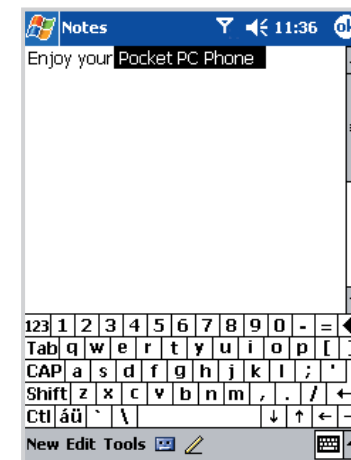 Notes 11:36 ok
Enjoy your Pocket PC Phone
123 1 2 3 4 5 6 7 8 9 0 - =
Tab q w e r t y u i o p [ ]
CAP a s d f g h j k l ; '
Shift z x c v b n m , . /
Ctl áü ` \
New Edit Tools